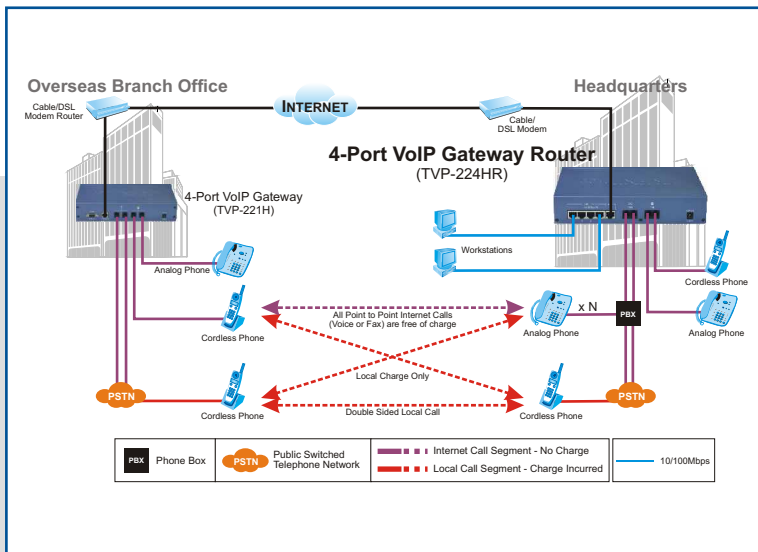 Overseas Branch Office
Headquarters
Cable/DSL
Modem Router
INTERNET
Cable/
DSL Modem
4-Port VoIP Gateway Router
(TVP-224HR)
4-Port VoIP Gateway
(TVP-221H)
Workstations
Analog Phone
Cordless Phone
All Point to Point Internet Calls
(Voice or Fax) are free of charge
x N
PBX
Cordless Phone
Analog Phone
Analog Phone
Local Charge Only
PSTN
Cordless Phone
Double Sided Local Call
Cordless Phone
PSTN
PBX
Phone Box
PSTN
Public Switched
Telephone Network
Internet Call Segment - No Charge
Local Call Segment - Charge Incurred
10/100Mbps